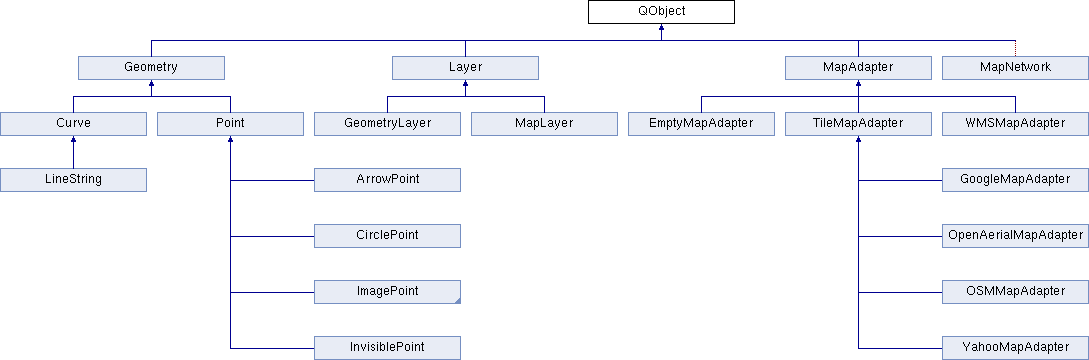 QObject
Geometry
Layer
MapAdapter
MapNetwork
Curve
Point
GeometryLayer
MapLayer
EmptyMapAdapter
TileMapAdapter
WMSMapAdapter
LineString
ArrowPoint
GoogleMapAdapter
CirclePoint
OpenAerialMapAdapter
ImagePoint
OSMMapAdapter
InvisiblePoint
YahooMapAdapter